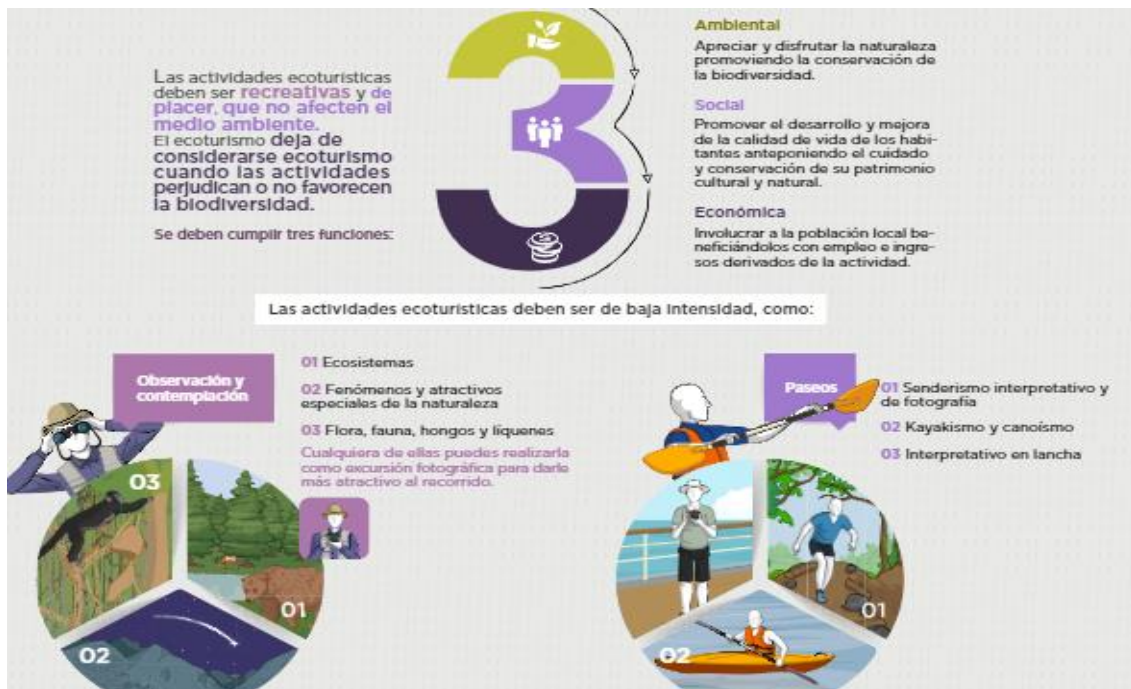 Las actividades ecoturísticas
deben ser recreativas y de
placer, que no afecten el
medio ambiente.
El ecoturismo deja de
considerarse ecoturismo
cuando las actividades
perjudican o no favorecen
la biodiversidad.
Se deben cumplir tres funciones:
Ambiental
Apreciar y disfrutar la naturaleza
promoviendo la conservación de
la biodiversidad.
Social
Promover el desarrollo y mejora
de la calidad de vida de los habi-
tantes anteponiendo el cuidado
y conservación de su patrimonio
cultural y natural.
Económica
Involucrar a la población local be-
neficiándolos con empleo e ingre-
sos derivados de la actividad.
Las actividades ecoturísticas deben ser de baja intensidad, como:
Observación y
contemplación
01 Ecosistemas
02 Fenómenos y atractivos
especiales de la naturaleza
03 Flora, fauna, hongos y líquenes
Cualquiera de ellas puedes realizarla
como excursión fotográfica para darle
más atractivo al recorrido.
03
01
02
Paseos
01 Senderismo interpretativo y
de fotografía
02 Kayakismo y canoísmo
03 Interpretativo en lancha
01
02